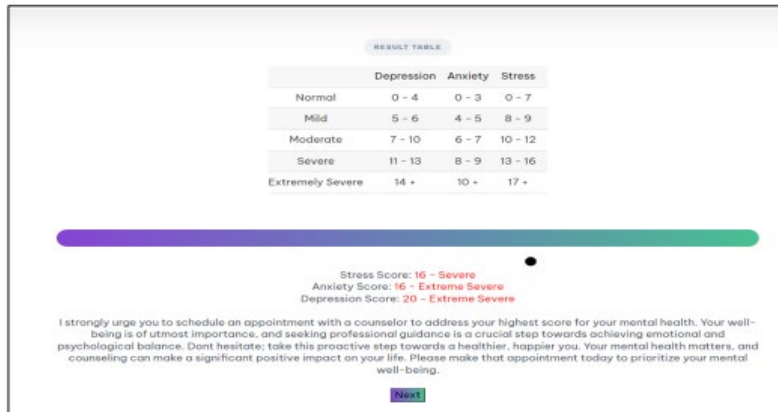 RESULT TABLE
Depression Anxiety Stress
Normal 0 - 4 0 - 3 0 - 7
Mild 5 - 6 4 - 5 8 - 9
Moderate 7 - 10 6 - 7 10 - 12
Severe 11 - 13 8 - 9 13 - 16
Extremely Severe 14 + 10 + 17 +
Stress Score: 16 - Severe
Anxiety Score: 16 - Extreme Severe
Depression Score: 20 - Extreme Severe
I strongly urge you to schedule an appointment with a counselor to address your highest score for your mental health. Your well-
being is of utmost importance, and seeking professional guidance is a crucial step towards achieving emotional and
psychological balance. Dont hesitate; take this proactive step towards a healthier, happier you. Your mental health matters, and
counseling can make a significant positive impact on your life. Please make that appointment today to prioritize your mental
well-being.
Next